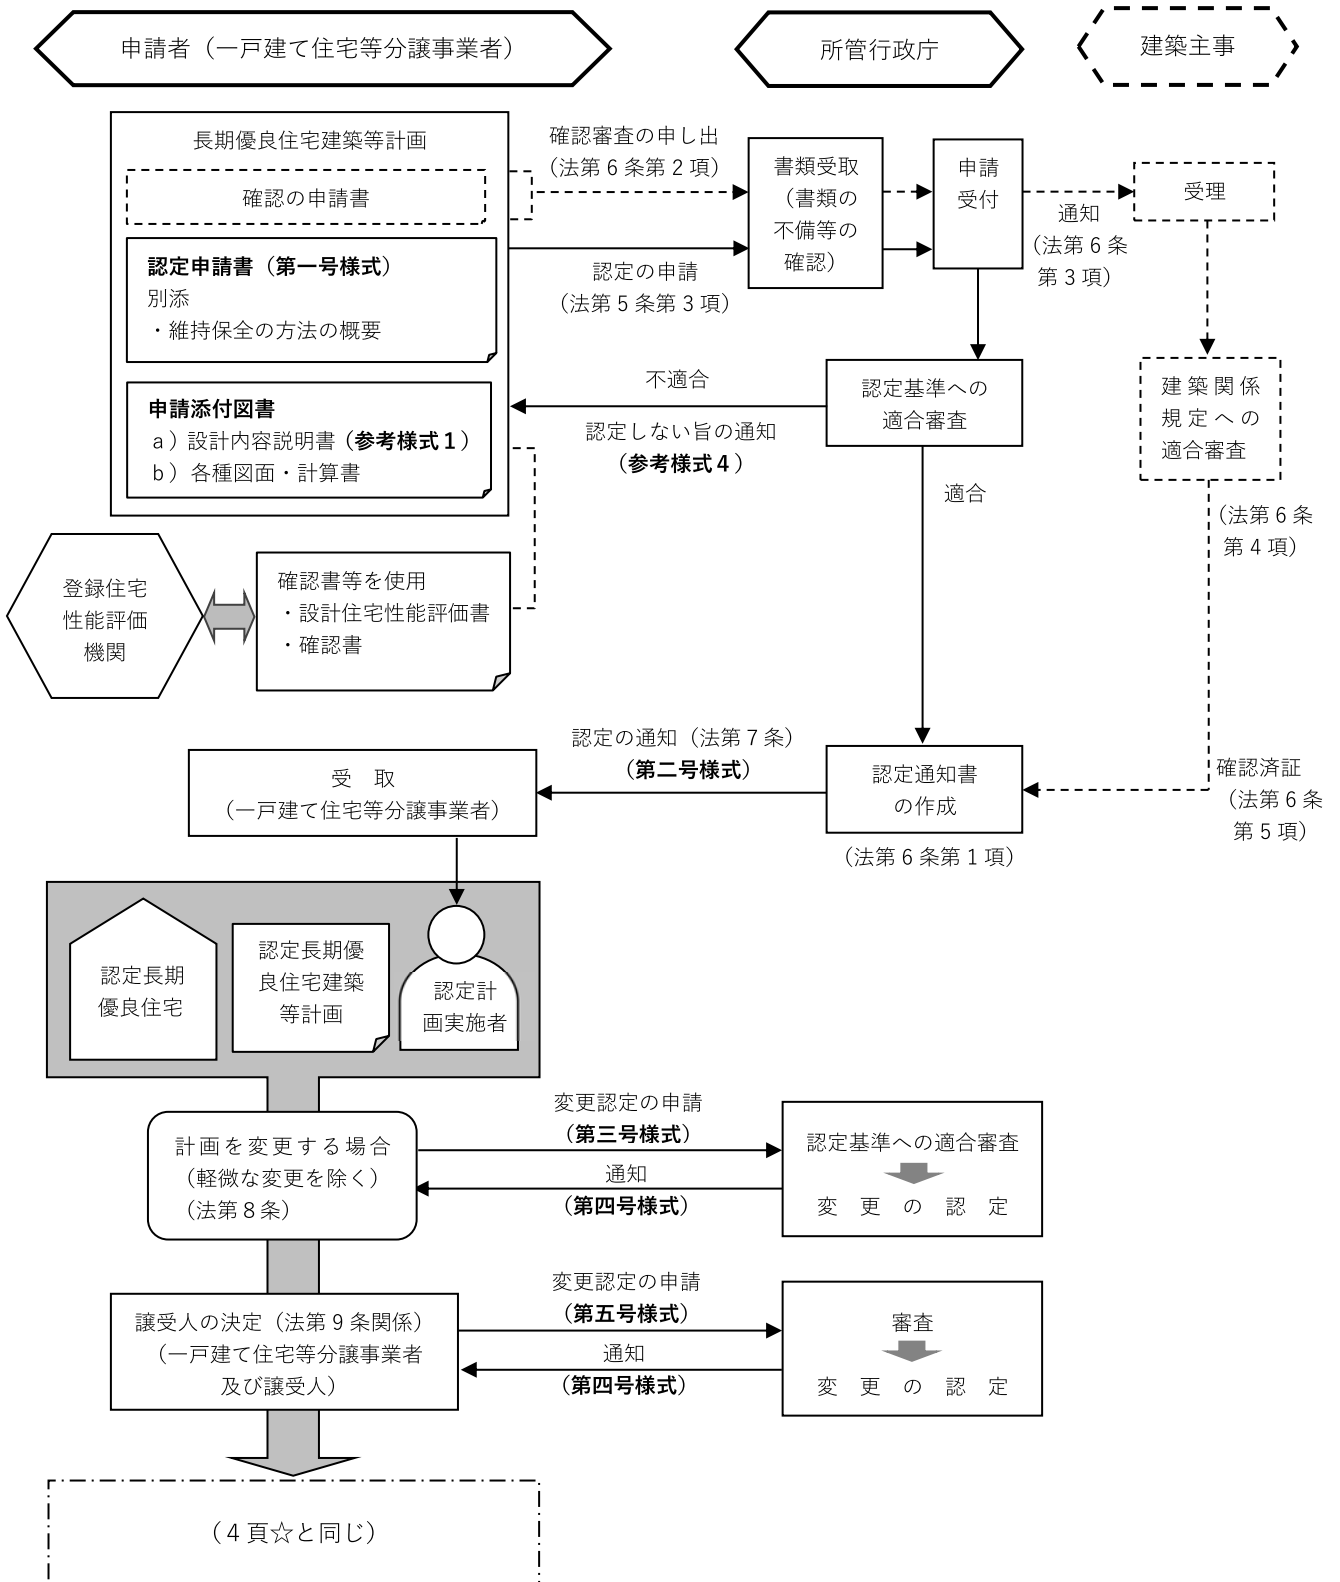 申請者（一戸建て住宅等分譲事業者）
所管行政庁
建築主事
長期優良住宅建築等計画
確認の申請書
認定申請書（第一号様式）
別添
・維持保全の方法の概要
申請添付図書
ａ）設計内容説明書（参考様式１）
ｂ）各種図面・計算書
確認審査の申し出
（法第６条第２項）
認定の申請
（法第５条第３項）
書類受取
（書類の
不備等の
確認）
申請
受付
通知
（法第６条
第３項）
受理
不適合
認定しない旨の通知
（参考様式４）
認定基準への
適合審査
適合
建築関係
規定への
適合審査
（法第６条
第４項）
登録住宅
性能評価
機関
確認書等を使用
・設計住宅性能評価書
・確認書
認定の通知（法第７条）
（第二号様式）
受　取
（一戸建て住宅等分譲事業者）
認定通知書
の作成
（法第６条第１項）
確認済証
（法第６条
第５項）
認定長期
優良住宅
認定長期優
良住宅建築
等計画
認定計
画実施者
計画を変更する場合
（軽微な変更を除く）
（法第８条）
変更認定の申請
（第三号様式）
通知
（第四号様式）
認定基準への適合審査
変　更　の　認　定
譲受人の決定（法第９条関係）
（一戸建て住宅等分譲事業者
及び譲受人）
変更認定の申請
（第五号様式）
通知
（第四号様式）
審査
変　更　の　認　定
（４頁☆と同じ）